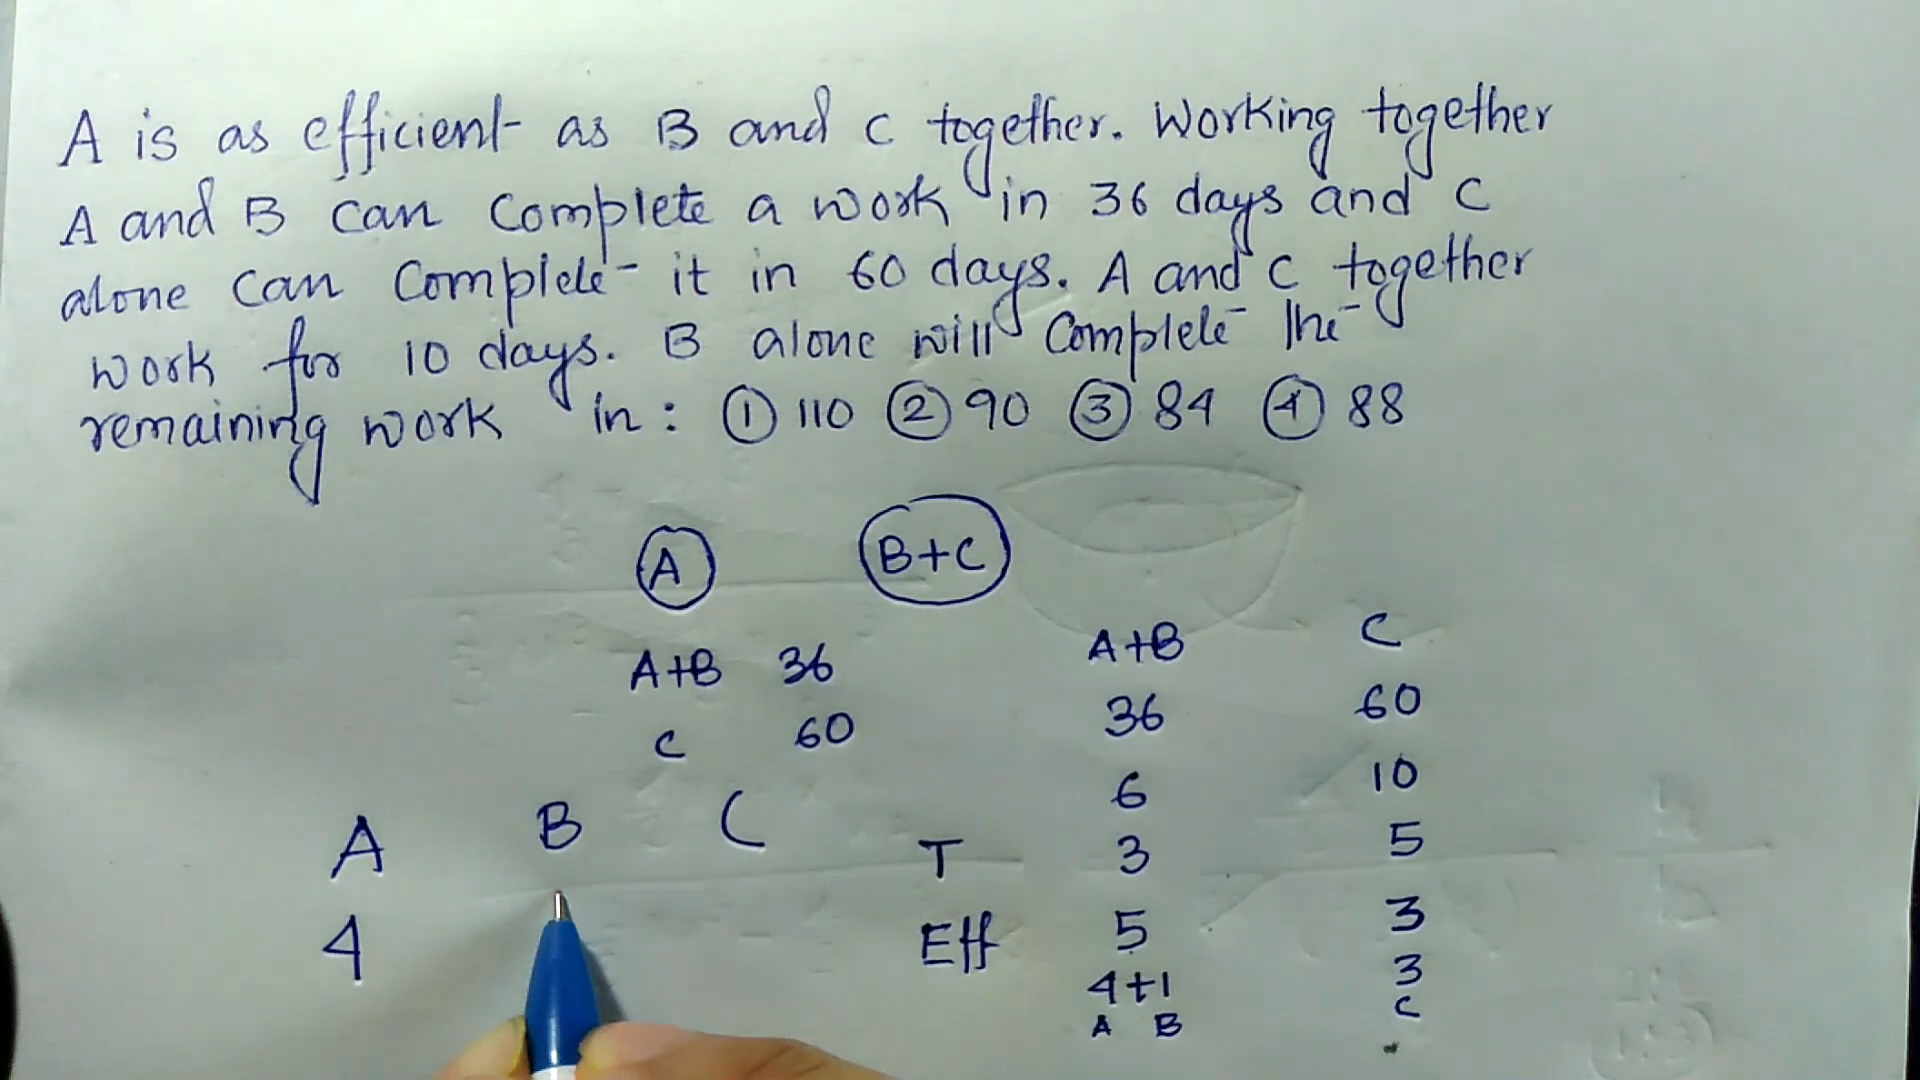 A is as efficient as B and C together. Working together
A and B can complete a work in 36 days and C
alone can complete it in 60 days. A and C together
work for 10 days. B alone will complete the
remaining work in: ① 110 ② 90 ③ 84 ④ 88
A B+C
A+B 36
C 60
A+B C
36 60
6 10
A B C
T 3 5
4
Eff 5 3
4+1 3
A B C